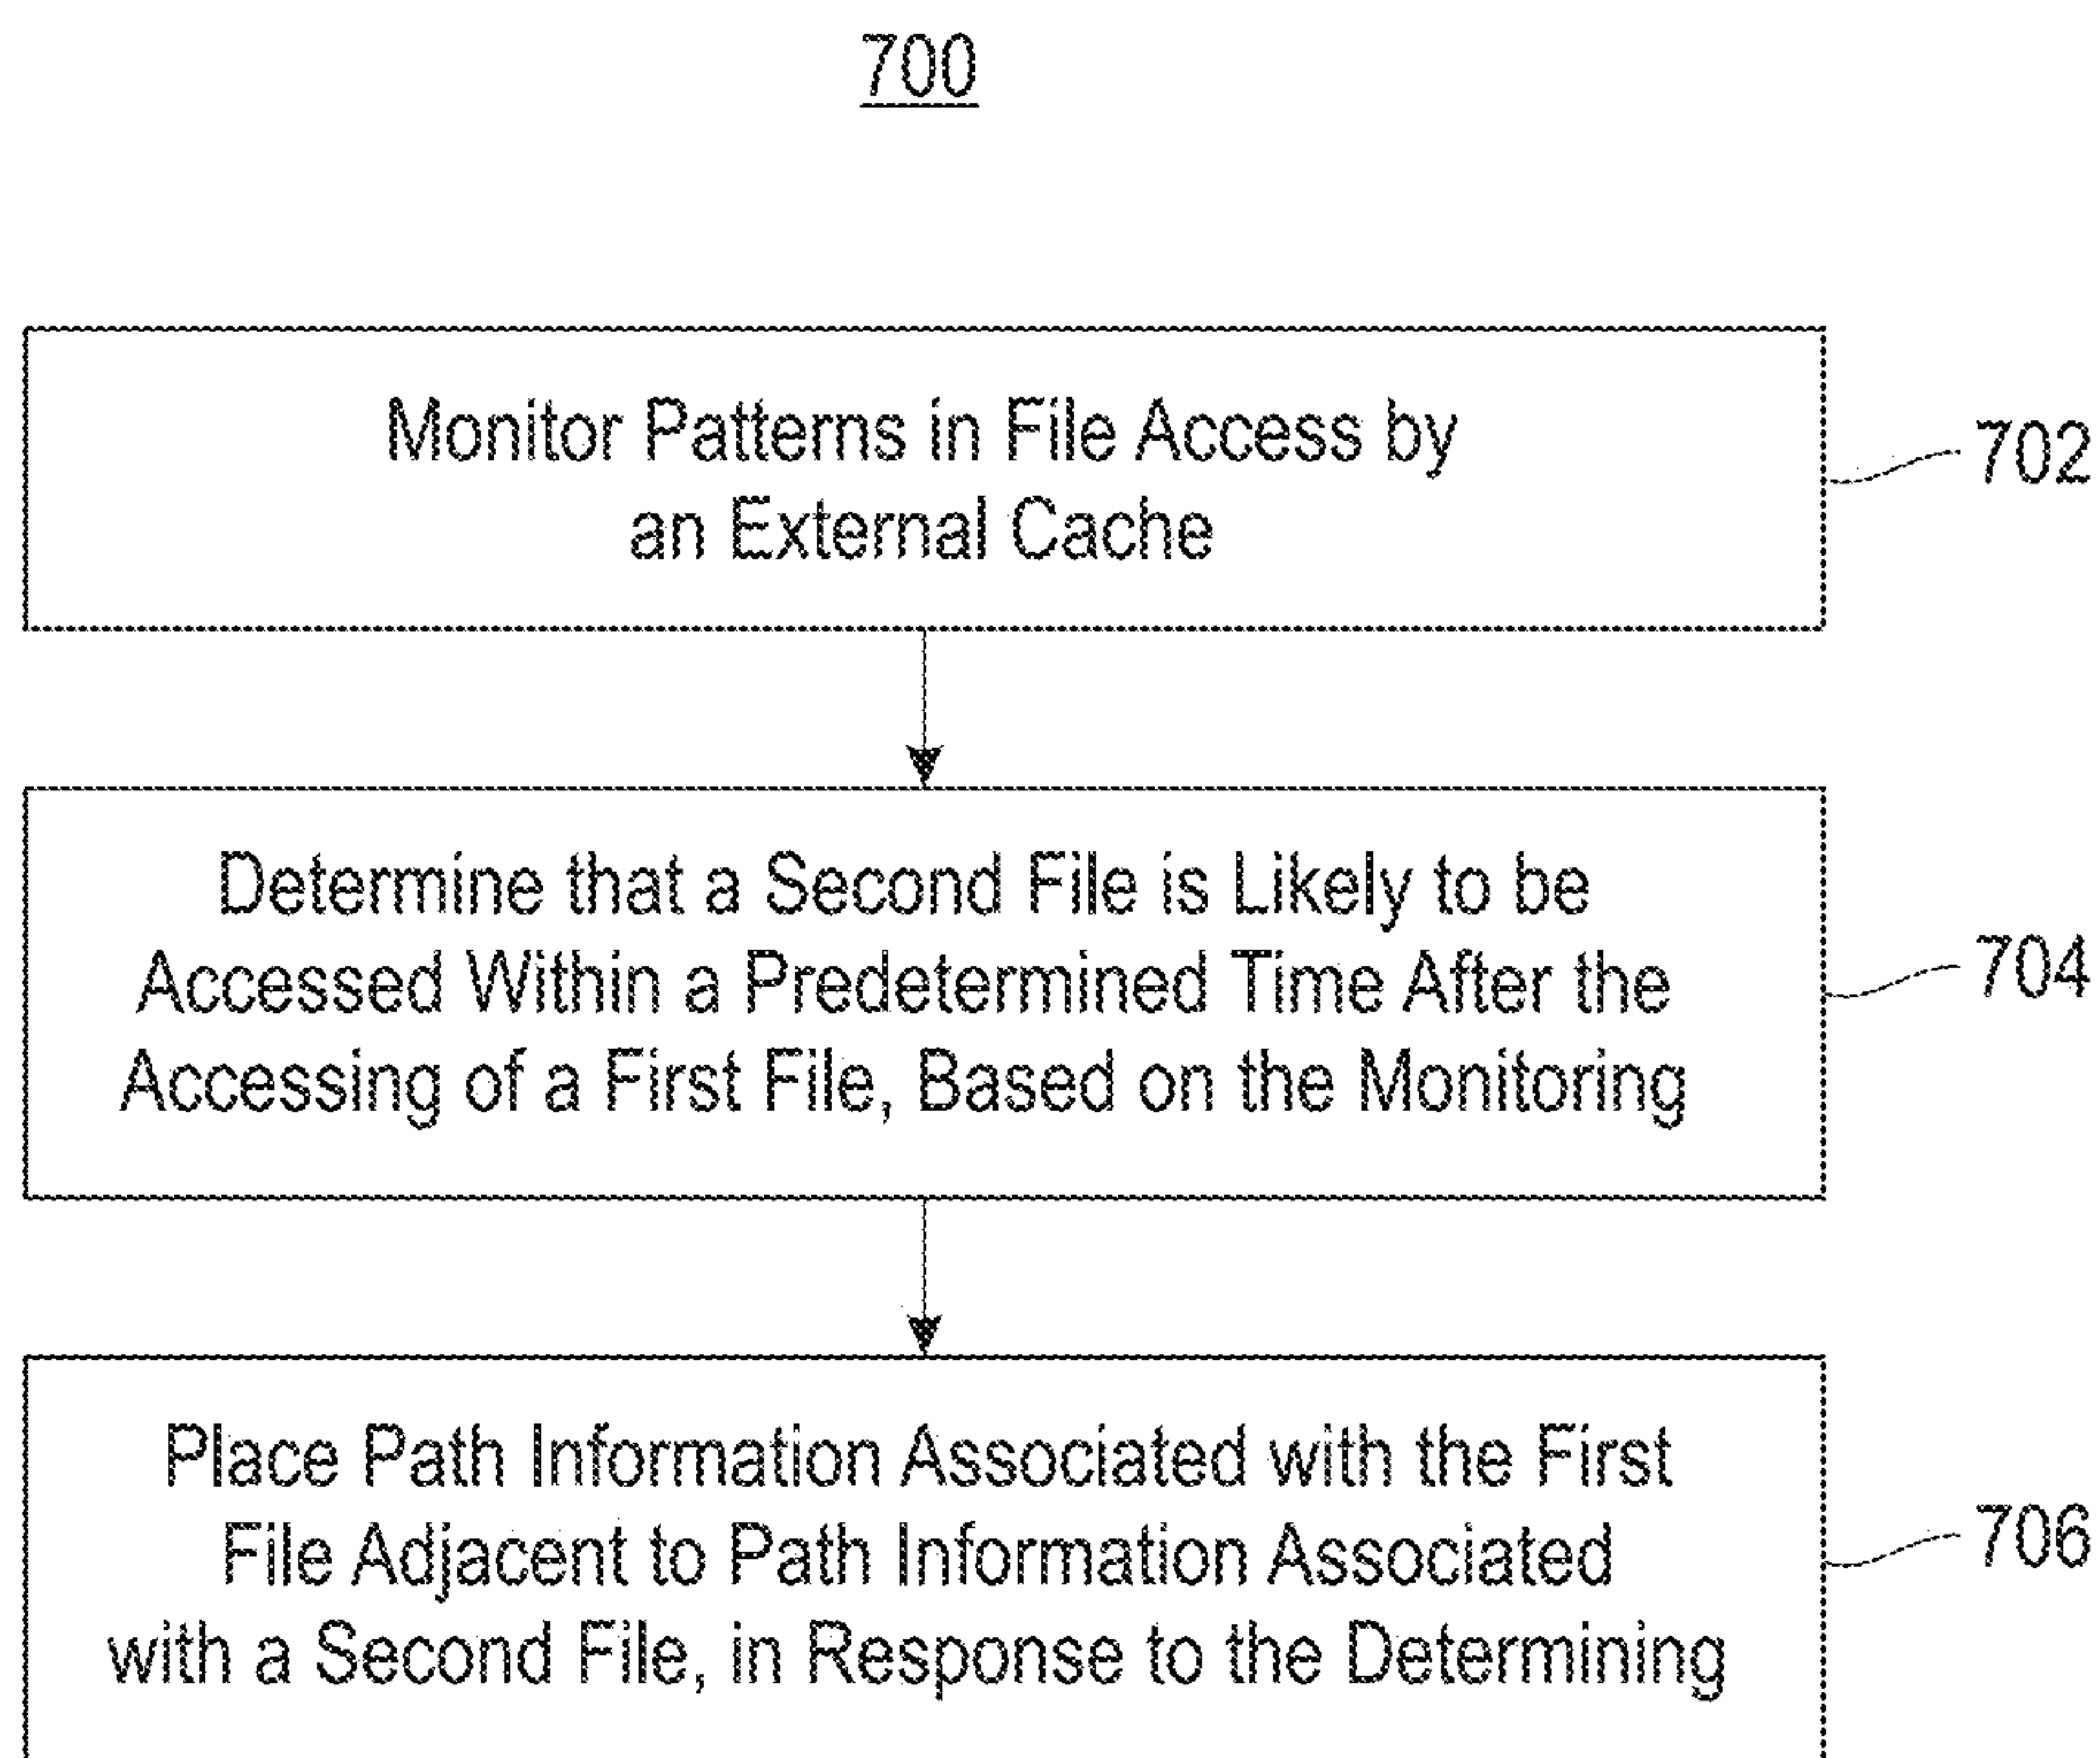 700
Monitor Patterns in File Access by
an External Cache
702
Determine that a Second File is Likely to be
Accessed Within a Predetermined Time After the
Accessing of a First File, Based on the Monitoring
704
Place Path Information Associated with the First
File Adjacent to Path Information Associated
with a Second File, in Response to the Determining
706